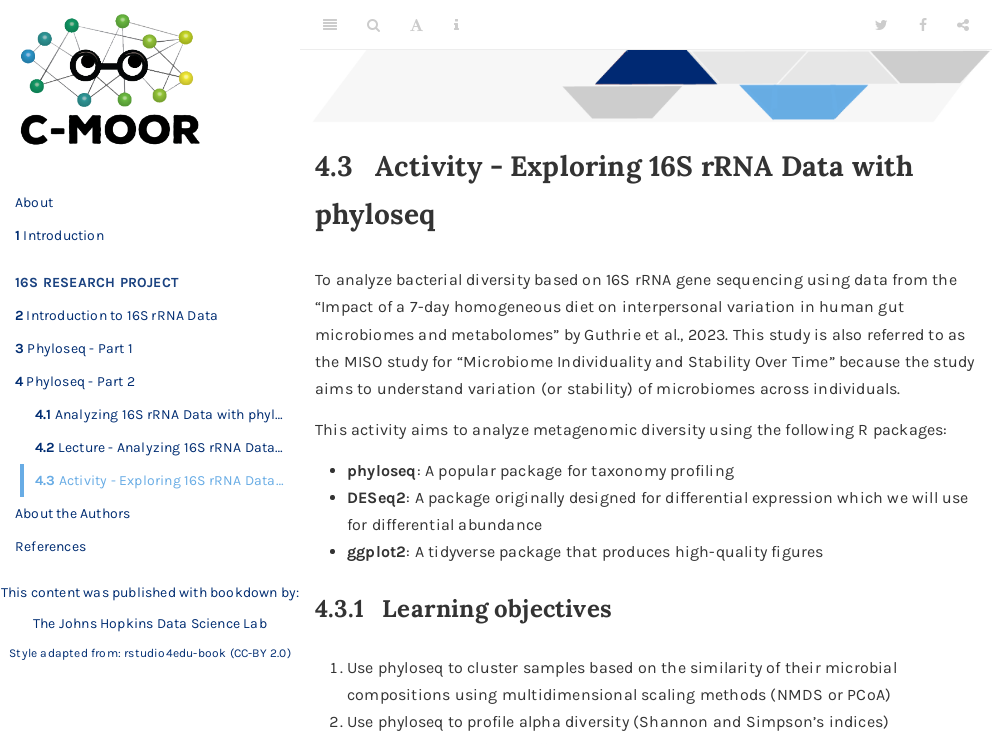 C-MOOR
About
1 Introduction
16S RESEARCH PROJECT
2 Introduction to 16S rRNA Data
3 Phyloseq - Part 1
4 Phyloseq - Part 2
4.1 Analyzing 16S rRNA Data with phyl…
4.2 Lecture - Analyzing 16S rRNA Data…
4.3 Activity - Exploring 16S rRNA Data…
About the Authors
References
This content was published with bookdown by:
The Johns Hopkins Data Science Lab
Style adapted from: rstudio4edu-book (CC-BY 2.0)
A
4.3 Activity - Exploring 16S rRNA Data with
phyloseq
To analyze bacterial diversity based on 16S rRNA gene sequencing using data from the
“Impact of a 7-day homogeneous diet on interpersonal variation in human gut
microbiomes and metabolomes” by Guthrie et al., 2023. This study is also referred to as
the MISO study for “Microbiome Individuality and Stability Over Time” because the study
aims to understand variation (or stability) of microbiomes across individuals.
This activity aims to analyze metagenomic diversity using the following R packages:
• phyloseq: A popular package for taxonomy profiling
• DESeq2: A package originally designed for differential expression which we will use
for differential abundance
• ggplot2: A tidyverse package that produces high-quality figures
4.3.1 Learning objectives
1. Use phyloseq to cluster samples based on the similarity of their microbial
compositions using multidimensional scaling methods (NMDS or PCoA)
2. Use phyloseq to profile alpha diversity (Shannon and Simpson’s indices)